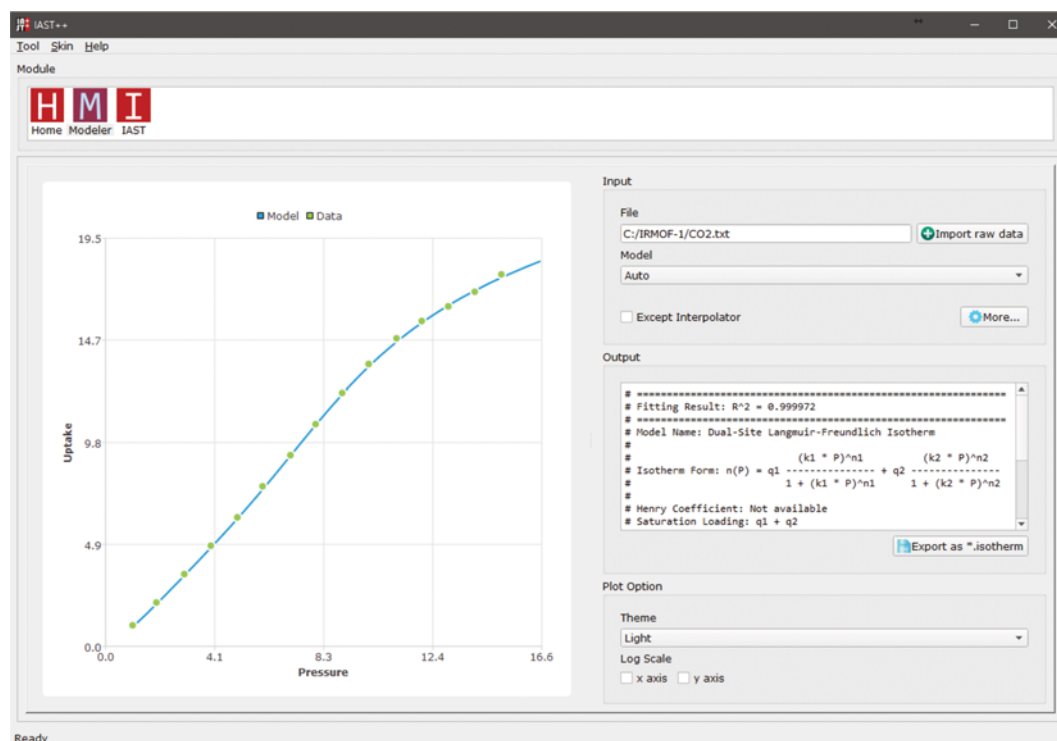 IAST++
Tool Skin Help
Module
H M I
Home Modeler IAST
Model Data
19.5
14.7
9.8
4.9
0.0
Uptake
0.0 4.1 8.3 12.4 16.6
Pressure
Input
File
C:/IRMOF-1/CO2.txt Import raw data
Model
Auto
Except Interpolator More...
Output
# ==================================================================
# Fitting Result: R^2 = 0.999972
# ==================================================================
# Model Name: Dual-Site Langmuir-Freundlich Isotherm
#
# (k1 * P)^n1 (k2 * P)^n2
# Isotherm Form: n(P) = q1 --------------- + q2 ---------------
# 1 + (k1 * P)^n1 1 + (k2 * P)^n2
#
# Henry Coefficient: Not available
# Saturation Loading: q1 + q2
Export as *.isotherm
Plot Option
Theme
Light
Log Scale
x axis y axis
Ready